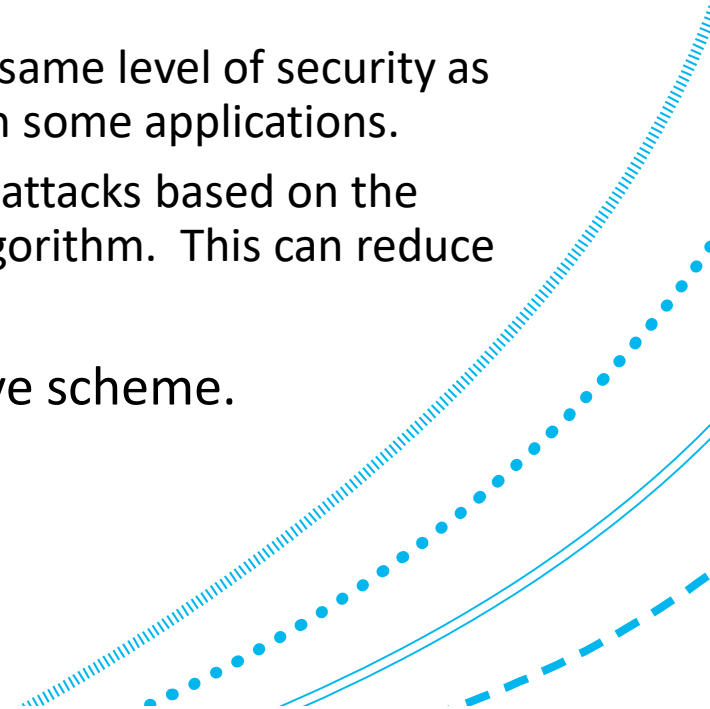 same level of security as
some applications.
attacks based on the
gorithm. This can reduce
ve scheme.